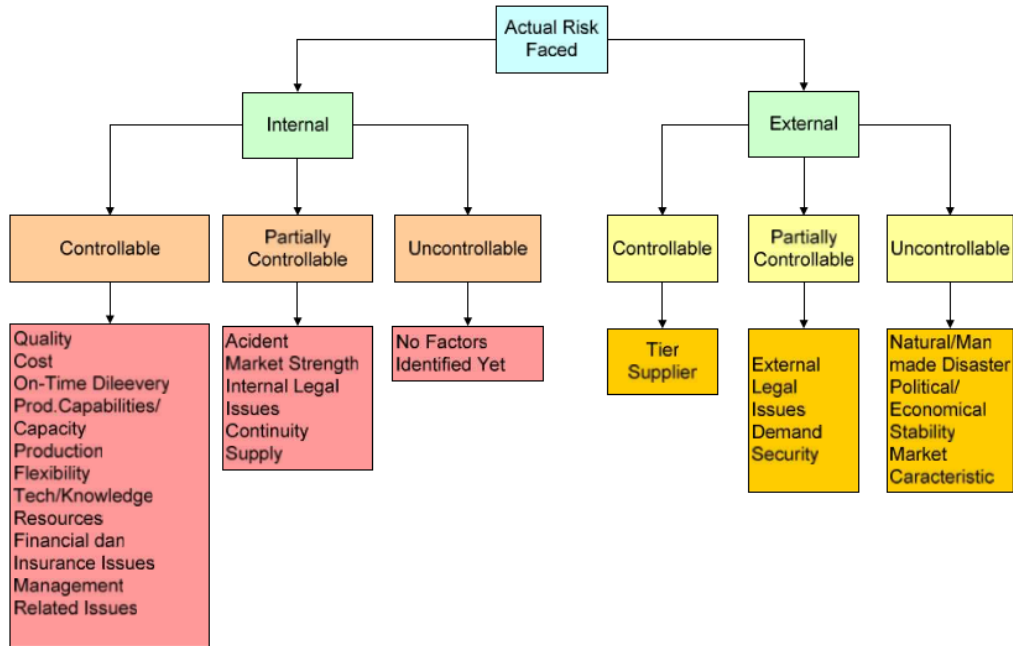 Actual Risk
Faced
Internal
External
Controllable
Partially
Controllable
Uncontrollable
Controllable
Partially
Controllable
Uncontrollable
Quality
Cost
On-Time Dileevery
Prod.Capabilities/
Capacity
Production
Flexibility
Tech/Knowledge
Resources
Financial dan
Insurance Issues
Management
Related Issues
Acident
Market Strength
Internal Legal
Issues
Continuity
Supply
No Factors
Identified Yet
Tier
Supplier
External
Legal
Issues
Demand
Security
Natural/Man
made Disaster
Political/
Economical
Stability
Market
Caracteristic